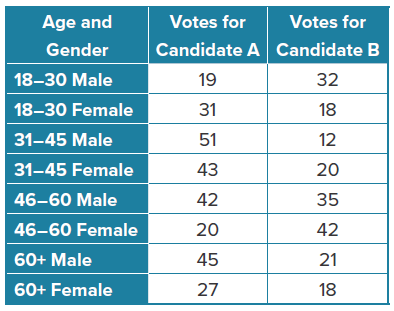 Age and Gender Votes for Candidate A Votes for Candidate B
18–30 Male 19 32
18–30 Female 31 18
31–45 Male 51 12
31–45 Female 43 20
46–60 Male 42 35
46–60 Female 20 42
60+ Male 45 21
60+ Female 27 18